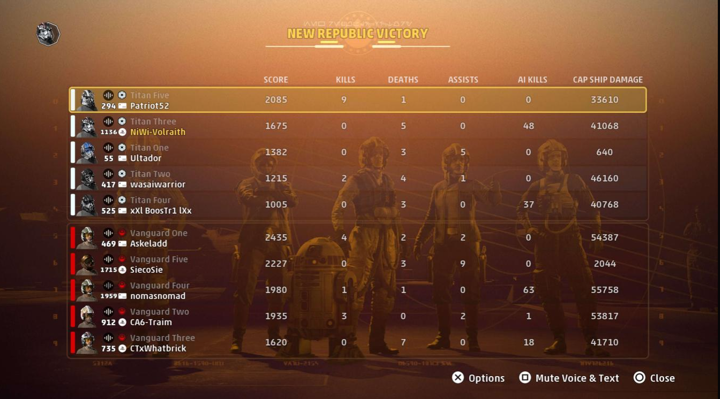 NEW REPUBLIC VICTORY
SCORE KILLS DEATHS ASSISTS AI KILLS CAP SHIP DAMAGE
Titan Five
294 Patriot52 2085 9 1 0 0 33610
Titan Three
1136 NiWi-Volraith 1675 0 5 0 48 41068
Titan One
55 Ultador 1382 0 3 5 2 640
Titan Two
417 wasaiwarrior 1215 2 4 1 3 46160
Titan Four
525 xXl BoosTr1 lXx 1005 0 3 0 37 40768
Vanguard One
469 Askeladd 2435 4 2 2 0 54387
Vanguard Five
1715 SiecoSie 2227 0 3 9 0 2044
Vanguard Four
1959 nomasnomad 1980 1 1 0 63 55758
Vanguard Two
912 CA6-Traim 1935 3 0 2 1 53817
Vanguard Three
735 CTxWhatbrick 1620 0 7 0 18 41710
Options Mute Voice & Text Close